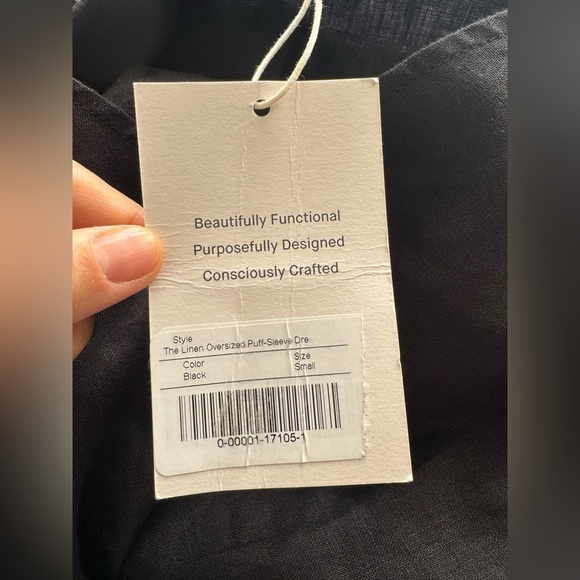 Beautifully Functional
Purposefully Designed
Consciously Crafted
Style
The Linen Oversized Puff-Sleeve Dre
Color Size
Black Small
0-00001-17105-1